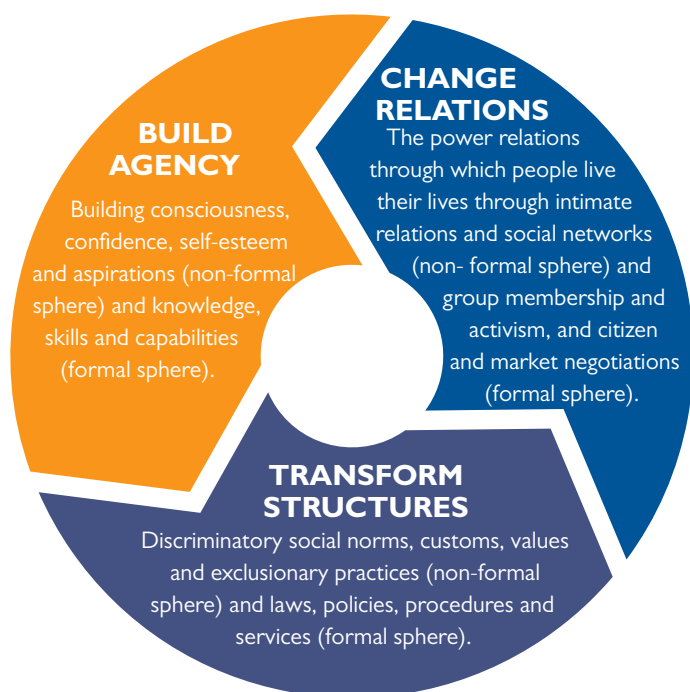 BUILD
AGENCY
Building consciousness,
confidence, self-esteem
and aspirations (non-formal
sphere) and knowledge,
skills and capabilities
(formal sphere).
CHANGE
RELATIONS
The power relations
through which people live
their lives through intimate
relations and social networks
(non- formal sphere) and
group membership and
activism, and citizen
and market negotiations
(formal sphere).
TRANSFORM
STRUCTURES
Discriminatory social norms, customs, values
and exclusionary practices (non-formal
sphere) and laws, policies, procedures and
services (formal sphere).